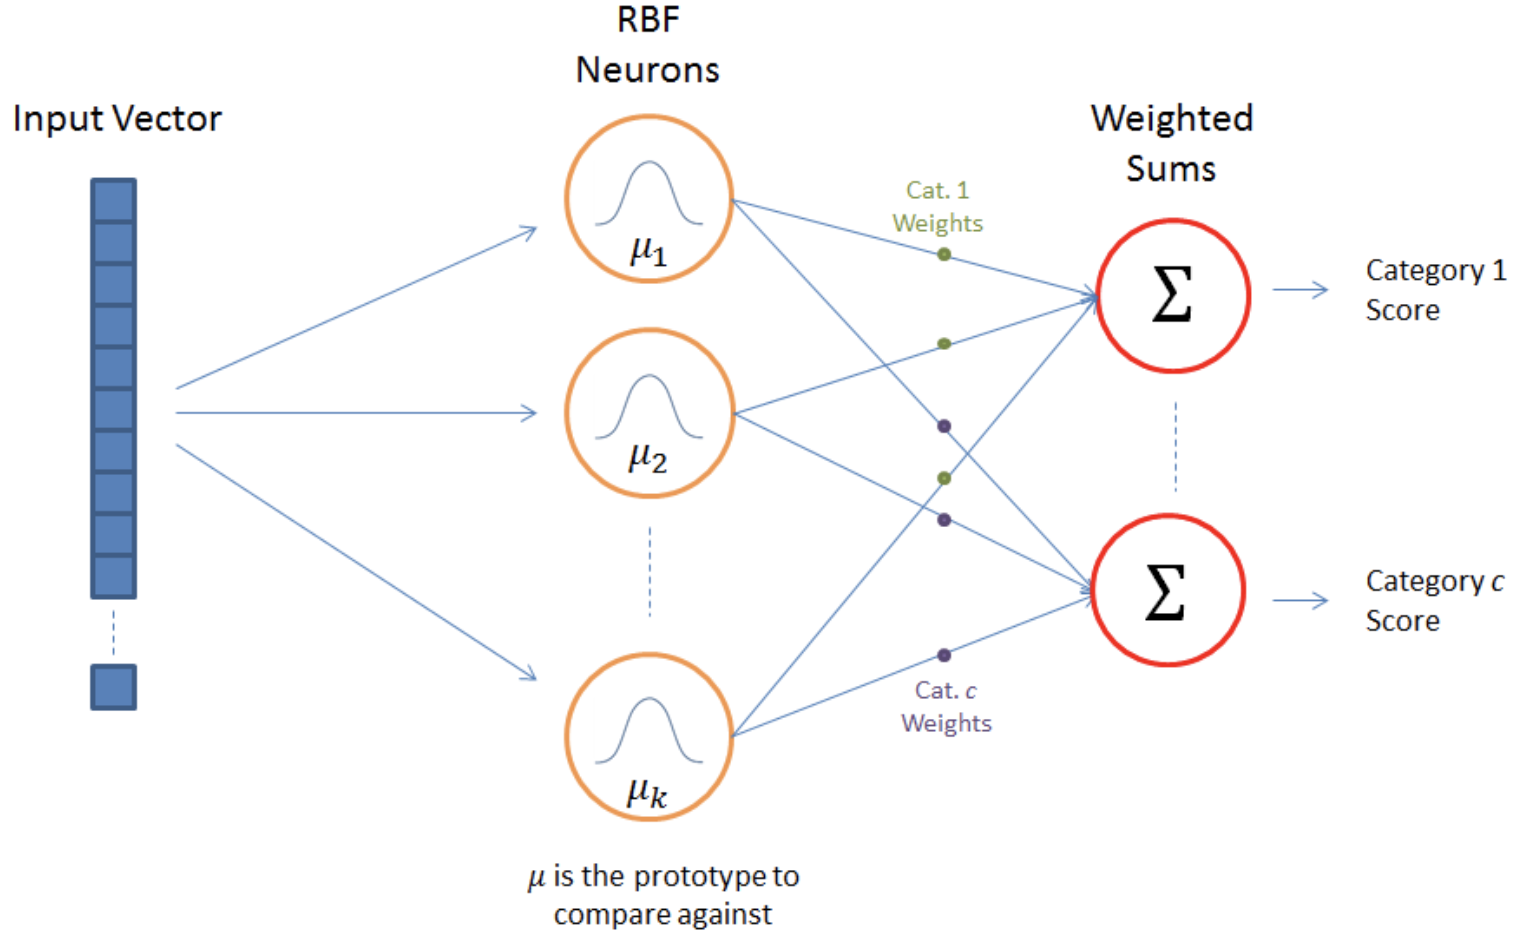 RBF
Neurons
Input Vector
Weighted
Sums
Cat. 1
Weights
μ₁
Σ
Category 1
Score
μ₂
Σ
Category c
Score
Cat. c
Weights
μₖ
μ is the prototype to
compare against